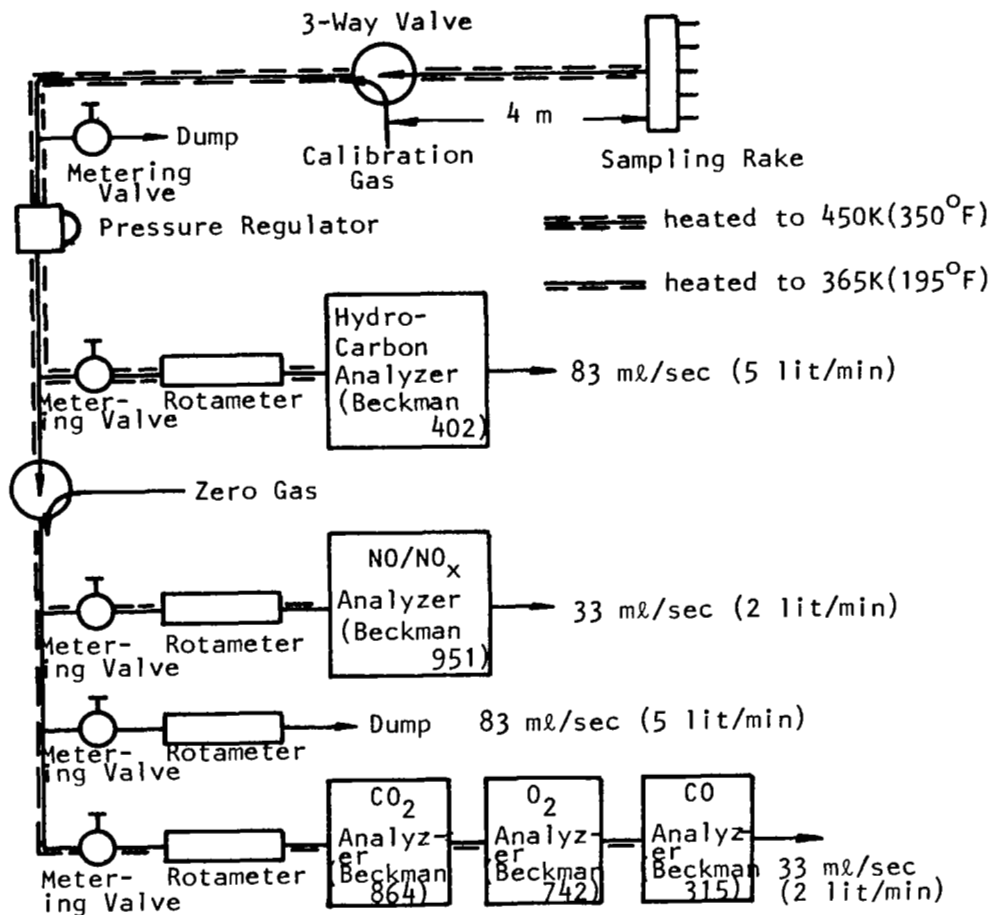 3-Way Valve
4 m
Dump
Metering
Valve
Calibration
Gas
Sampling Rake
Pressure Regulator
heated to 450K(350°F)
heated to 365K(195°F)
Hydro-
Carbon
Analyzer
(Beckman
402)
83 mℓ/sec (5 lit/min)
Meter-
ing Valve
Rotameter
Zero Gas
NO/NOₓ
Analyzer
(Beckman
951)
33 mℓ/sec (2 lit/min)
Meter-
ing Valve
Rotameter
Dump 83 mℓ/sec (5 lit/min)
Meter-
ing Valve
Rotameter
CO₂
Analyz-
er
Beckman
864)
O₂
Analyz-
er
Beckman
742)
CO
Analyz-
er
Beckman
315)
33 mℓ/sec
(2 lit/min)
Meter-
ing Valve
Rotameter